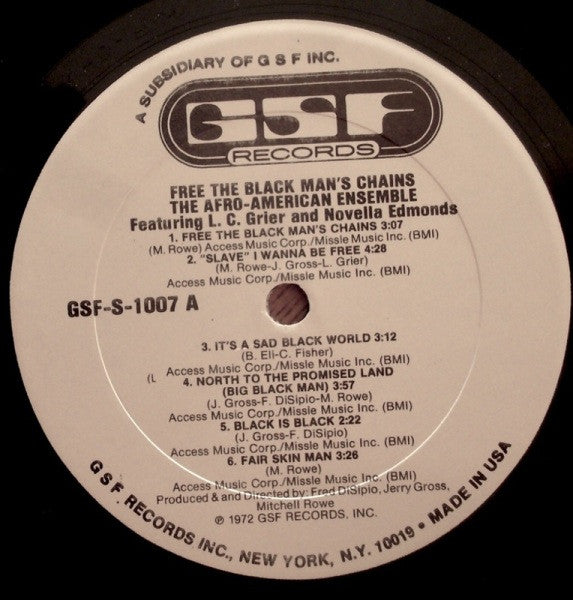 A SUBSIDIARY OF G S F INC.
GSF
RECORDS
FREE THE BLACK MAN'S CHAINS
THE AFRO-AMERICAN ENSEMBLE
Featuring L. C. Grier and Novella Edmonds
1. FREE THE BLACK MAN'S CHAINS 3:07
(M. Rowe) Access Music Corp./Missle Music Inc. (BMI)
2. "SLAVE" I WANNA BE FREE 4:28
(M. Rowe-J. Gross-L. Grier)
Access Music Corp./Missle Music Inc. (BMI)
GSF-S-1007 A
3. IT'S A SAD BLACK WORLD 3:12
(B. Eli-C. Fisher)
Access Music Corp./Missle Music Inc. (BMI)
(L
4. NORTH TO THE PROMISED LAND
(BIG BLACK MAN) 3:57
(J. Gross-F. DiSipio-M. Rowe)
Access Music Corp./Missle Music Inc. (BMI)
5. BLACK IS BLACK 2:22
(J. Gross-F. DiSipio)
Access Music Corp./Missle Music Inc. (BMI)
6. FAIR SKIN MAN 3:26
(M. Rowe)
Access Music Corp./Missle Music Inc. (BMI)
Produced & and Directed by: Fred DiSipio, Jerry Gross,
Mitchell Rowe
℗ 1972 GSF RECORDS. INC.
G S F. RECORDS INC., NEW YORK, N.Y. 10019 • MADE IN USA